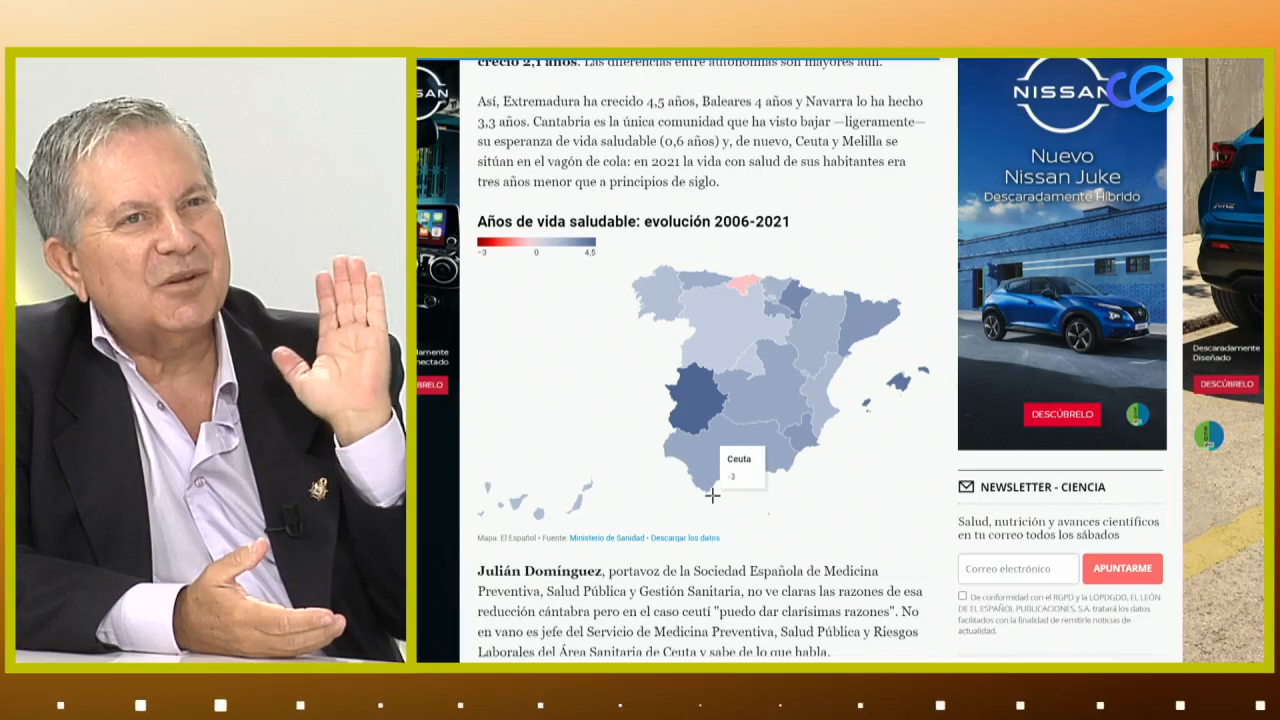 creció 2,1 años. Las diferencias entre autonomías son mayores aún.
Así, Extremadura ha crecido 4,5 años, Baleares 4 años y Navarra lo ha hecho
3,3 años. Cantabria es la única comunidad que ha visto bajar —ligeramente—
su esperanza de vida saludable (0,6 años) y, de nuevo, Ceuta y Melilla se
sitúan en el vagón de cola: en 2021 la vida con salud de sus habitantes era
tres años menor que a principios de siglo.
Años de vida saludable: evolución 2006-2021
−3 0 4,5
Ceuta
-3
Mapa: El Español • Fuente: Ministerio de Sanidad • Descargar los datos
Julián Domínguez, portavoz de la Sociedad Española de Medicina
Preventiva, Salud Pública y Gestión Sanitaria, no ve claras las razones de esa
reducción cántabra pero en el caso ceutí "puedo dar clarísimas razones". No
en vano es jefe del Servicio de Medicina Preventiva, Salud Pública y Riesgos
Laborales del Área Sanitaria de Ceuta y sabe de lo que habla.
SAN
lamente
nectado
BRELO
NISSAN
ce
Nuevo
Nissan Juke
Descaradamente Híbrido
DESCÚBRELO
JUKE
Descaradamente
Diseñado
DESCÚBRELO
NEWSLETTER - CIENCIA
Salud, nutrición y avances científicos
en tu correo todos los sábados
Correo electrónico
APUNTARME
De conformidad con el RGPD y la LOPDGDD, EL LEÓN
DE EL ESPAÑOL PUBLICACIONES, S.A. tratará los datos
facilitados con la finalidad de remitirle noticias de
actualidad.